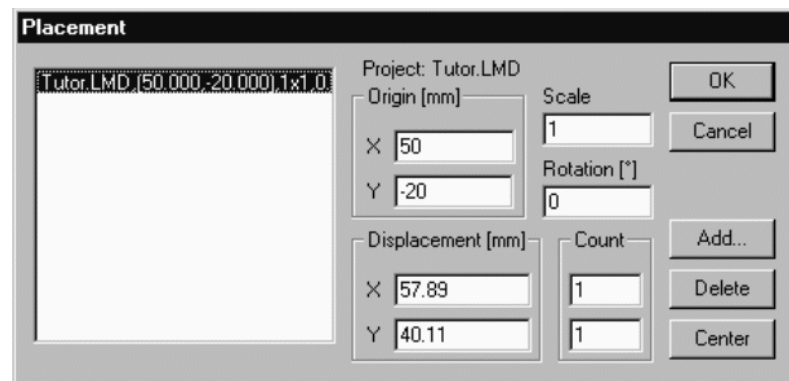 Placement
Tutor.LMD,(50.000,-20.000),1x1,0
Project: Tutor.LMD
Origin [mm]
X 50
Y -20
Scale
1
Rotation [°]
0
Displacement [mm]
X 57.89
Y 40.11
Count
1
1
OK
Cancel
Add...
Delete
Center